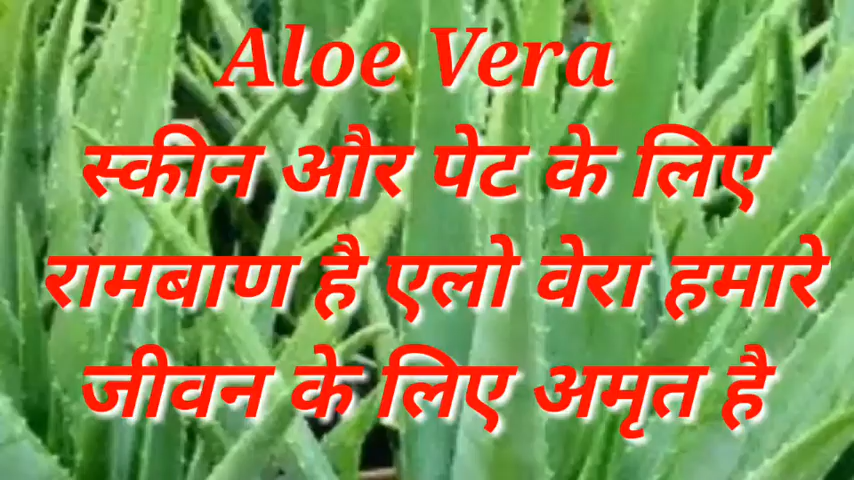 Aloe Vera
स्कीन और पेट के लिए
रामबाण है एलो वेरा हमारे
जीवन के लिए अमृत है